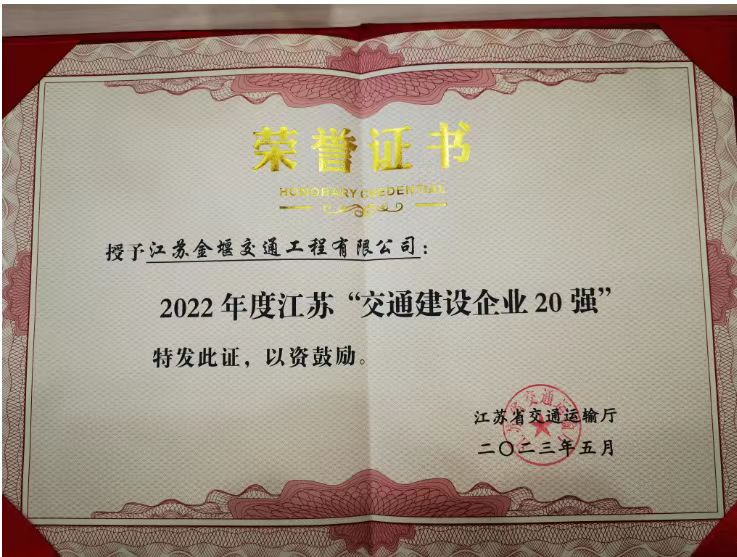 荣誉证书
HONORARY CREDENTIAL
授予江苏金堰交通工程有限公司：
2022年度江苏“交通建设企业20强”
特发此证，以资鼓励。
江苏省交通运输厅
二〇二三年五月